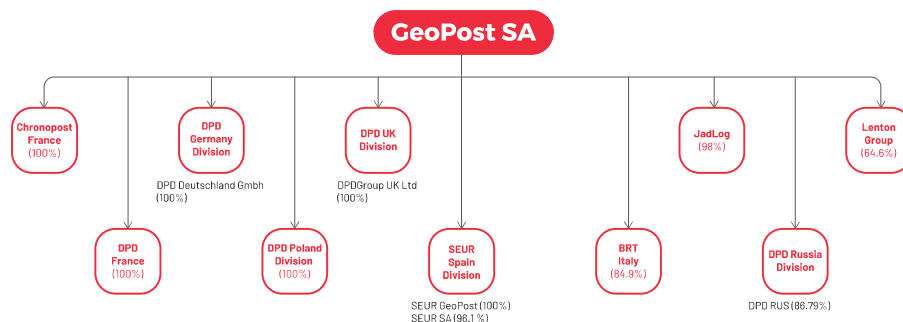 GeoPost SA
Chronopost
France
(100%)
DPD
Germany
Division
DPD Deutschland Gmbh
(100%)
DPD UK
Division
DPDGroup UK Ltd
(100%)
JadLog
(98%)
Lenton
Group
(64.6%)
DPD
France
(100%)
DPD Poland
Division
(100%)
SEUR
Spain
Division
SEUR GeoPost (100%)
SEUR SA (96.1 %)
BRT
Italy
(84.9%)
DPD Russia
Division
DPD RUS (86.79%)